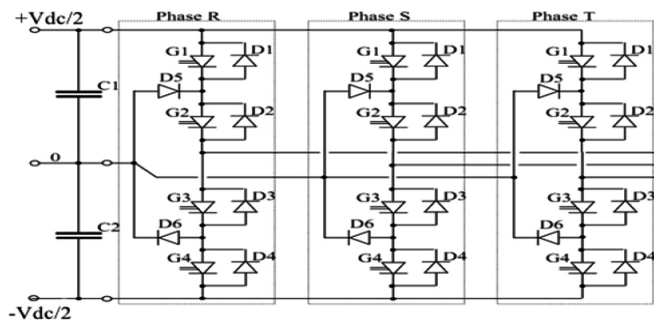 Phase R Phase S Phase T
+Vdc/2
G1 D1 G1 D1 G1 D1
C1 D5 D5 D5
G2 D2 G2 D2 G2 D2
0
G3 D3 G3 D3 G3 D3
C2 D6 D6 D6
G4 D4 G4 D4 G4 D4
-Vdc/2